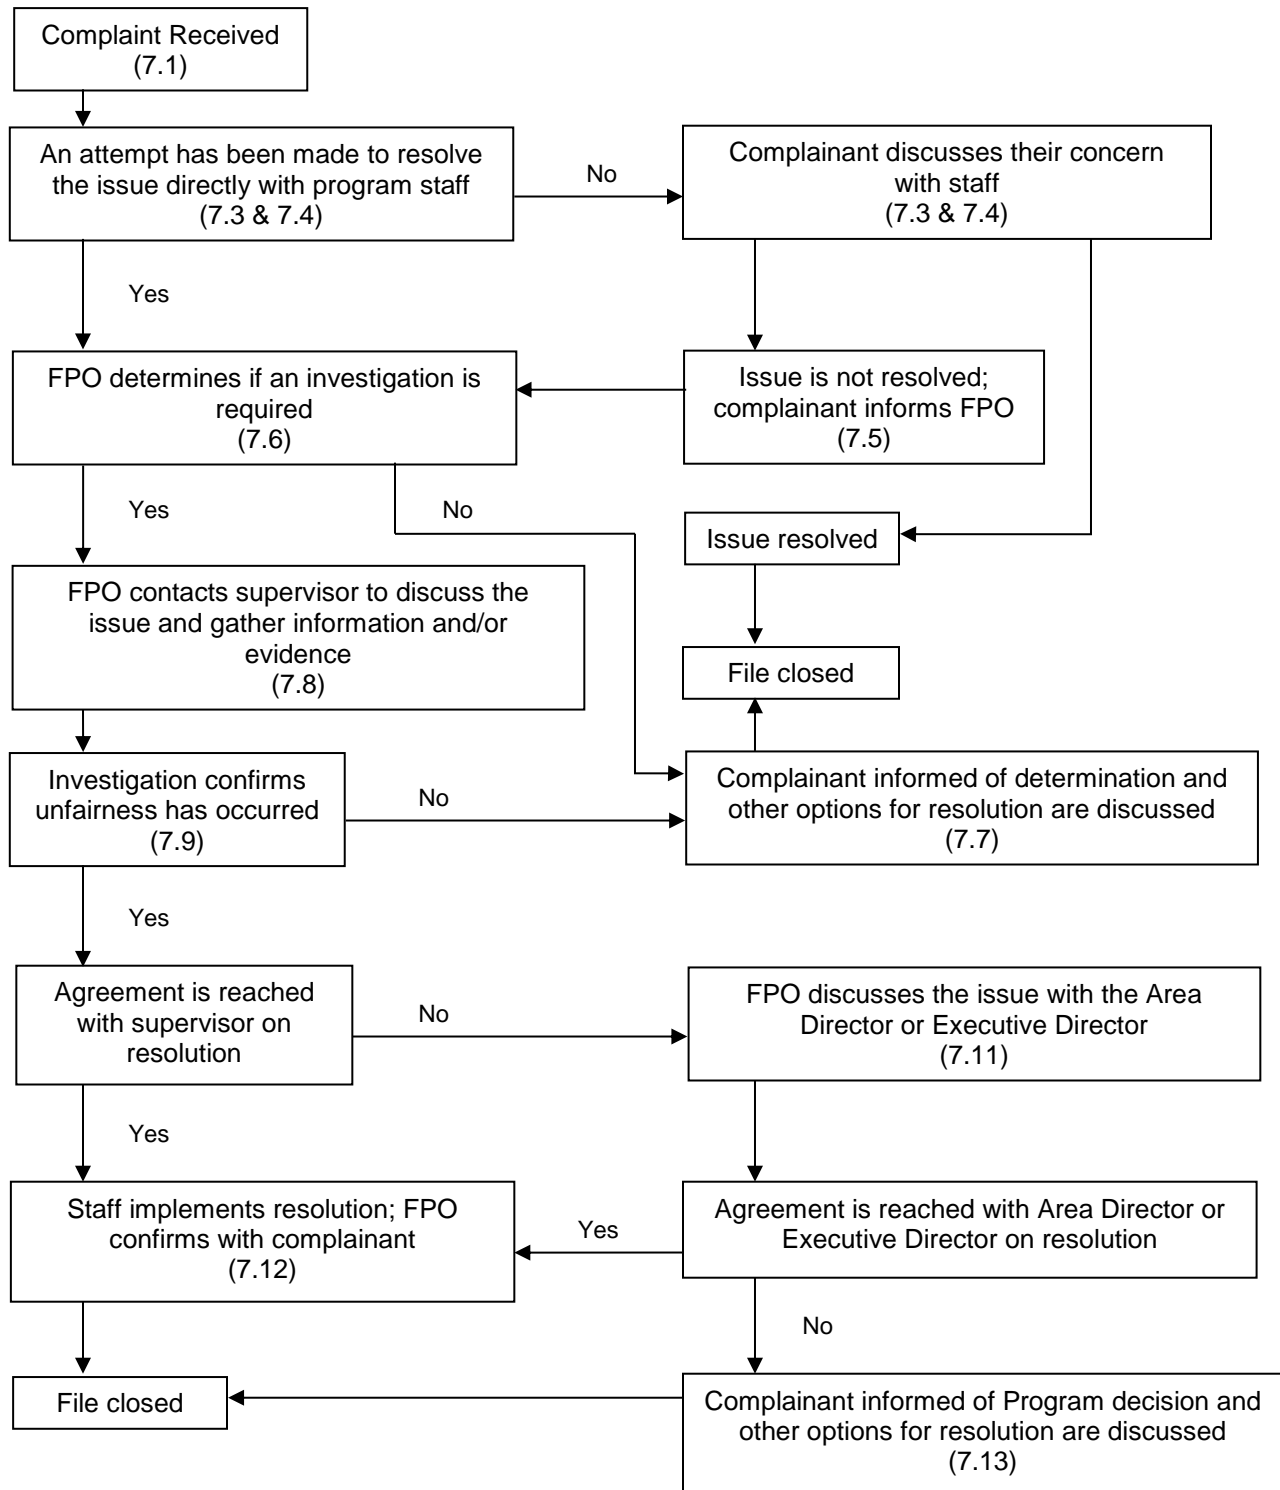 Complaint Received
(7.1)
An attempt has been made to resolve
the issue directly with program staff
(7.3 & 7.4)
No
Complainant discusses their concern
with staff
(7.3 & 7.4)
Yes
FPO determines if an investigation is
required
(7.6)
Issue is not resolved;
complainant informs FPO
(7.5)
Yes
No
Issue resolved
FPO contacts supervisor to discuss the
issue and gather information and/or
evidence
(7.8)
File closed
Investigation confirms
unfairness has occurred
(7.9)
No
Complainant informed of determination and
other options for resolution are discussed
(7.7)
Yes
Agreement is reached
with supervisor on
resolution
No
FPO discusses the issue with the Area
Director or Executive Director
(7.11)
Yes
Staff implements resolution; FPO
confirms with complainant
(7.12)
Yes
Agreement is reached with Area Director or
Executive Director on resolution
No
File closed
Complainant informed of Program decision and
other options for resolution are discussed
(7.13)